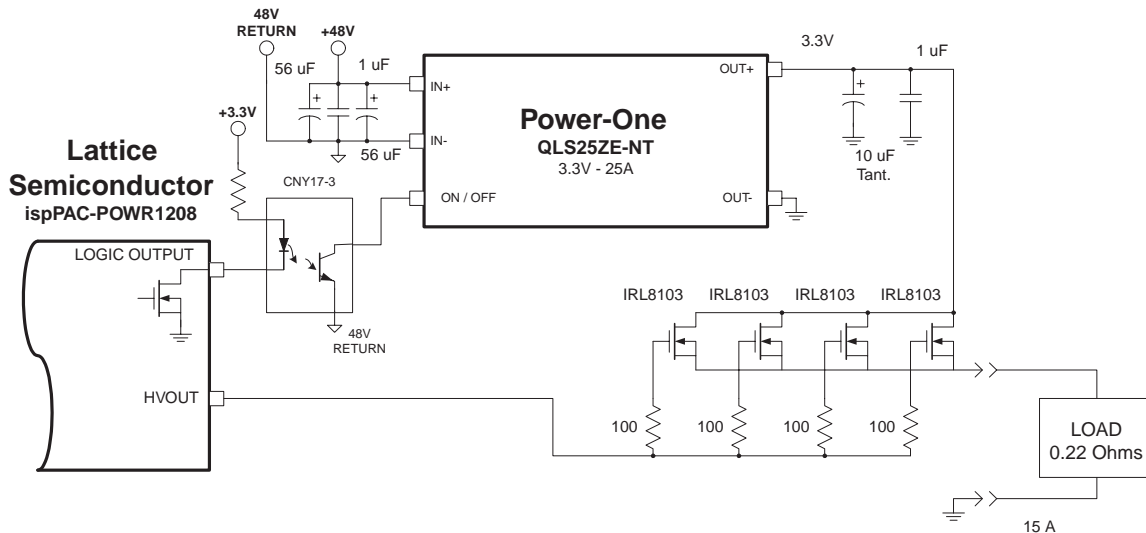 48V
RETURN
+48V
56 uF
1 uF
56 uF
+3.3V
Lattice
Semiconductor
ispPAC-POWR1208
CNY17-3
LOGIC OUTPUT
48V
RETURN
HVOUT
IN+
IN-
ON / OFF
Power-One
QLS25ZE-NT
3.3V - 25A
OUT+
OUT-
3.3V
1 uF
10 uF
Tant.
IRL8103 IRL8103 IRL8103 IRL8103
100 100 100 100
LOAD
0.22 Ohms
15 A